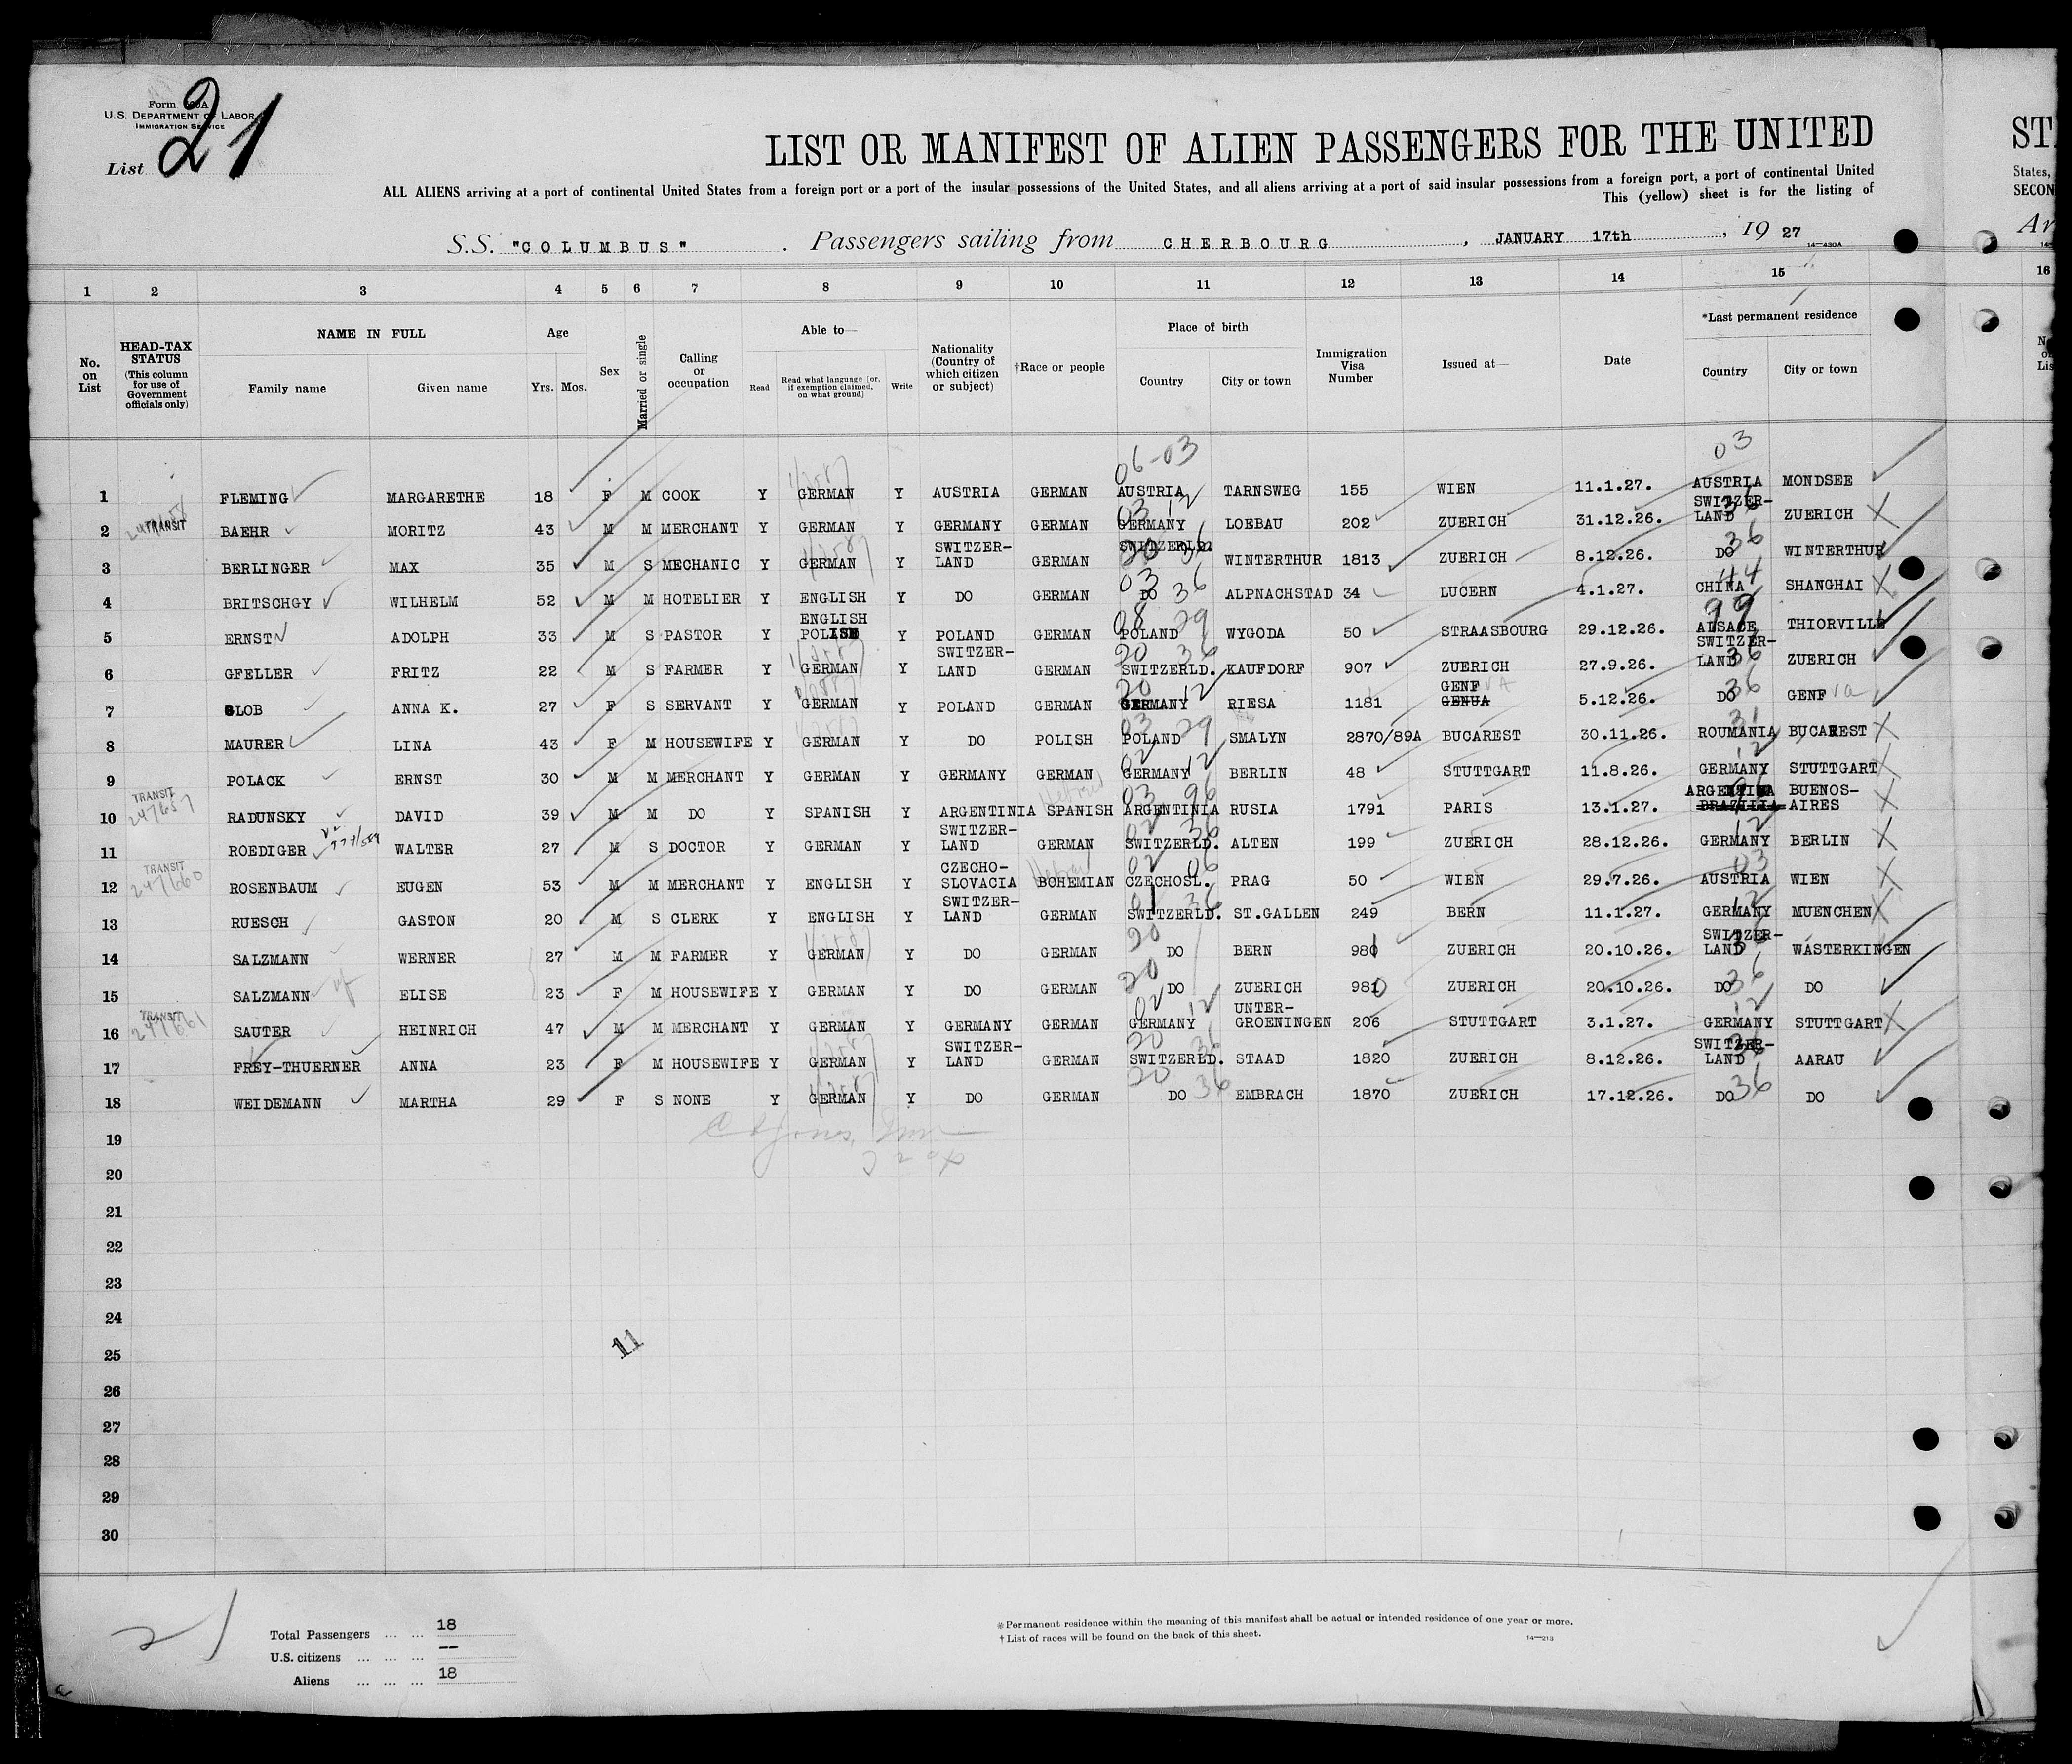 Form 500A
U.S. DEPARTMENT OF LABOR
IMMIGRATION SERVICE
List 21
LIST OR MANIFEST OF ALIEN PASSENGERS FOR THE UNITED
ST
ALL ALIENS arriving at a port of continental United States from a foreign port or a port of the insular possessions of the United States, and all aliens arriving at a port of said insular possessions from a foreign port, a port of continental United
States,
This (yellow) sheet is for the listing of
SECON
S.S. "COLUMBUS" . Passengers sailing from CHERBOURG , JANUARY 17th , 19 27
Ar
14—430A
1 2 3 4 5 6 7 8 9 10 11 12 13 14 15 16
No. on List
HEAD-TAX STATUS (This column for use of Government officials only)
NAME IN FULL
Family name Given name
Age
Yrs. Mos.
Sex
Married or single
Calling or occupation
Able to—
Read Read what language [or, if exemption claimed, on what ground] Write
Nationality (Country of which citizen or subject)
†Race or people
Place of birth
Country City or town
Immigration Visa Number
Issued at—
Date
*Last permanent residence
Country City or town
06-03 03
1 FLEMING MARGARETHE 18 F M COOK Y GERMAN Y AUSTRIA GERMAN AUSTRIA TARNSWEG 155 WIEN 11.1.27. AUSTRIA MONDSEE
2 TRANSIT BAEHR MORITZ 43 M M MERCHANT Y GERMAN Y GERMANY GERMAN GERMANY LOEBAU 202 ZUERICH 31.12.26. SWITZER-LAND ZUERICH
3 BERLINGER MAX 35 M S MECHANIC Y GERMAN Y SWITZER-LAND GERMAN SWITZERLD. WINTERTHUR 1813 ZUERICH 8.12.26. DO WINTERTHUR
4 BRITSCHGY WILHELM 52 M M HOTELIER Y ENGLISH Y DO GERMAN DO ALPNACHSTAD 34 LUCERN 4.1.27. CHINA SHANGHAI
5 ERNST ADOLPH 33 M S PASTOR Y ENGLISH POLISH Y POLAND GERMAN POLAND WYGODA 50 STRAASBOURG 29.12.26. ALSACE THIORVILLE
6 GFELLER FRITZ 22 M S FARMER Y GERMAN Y SWITZER-LAND GERMAN SWITZERLD. KAUFDORF 907 ZUERICH 27.9.26. SWITZER-LAND ZUERICH
7 GLOB ANNA K. 27 F S SERVANT Y GERMAN Y POLAND GERMAN GERMANY RIESA 1181 GENF GENUA 5.12.26. DO GENF
8 MAURER LINA 43 F M HOUSEWIFE Y GERMAN Y DO POLISH POLAND SMALYN 2870/89A BUCAREST 30.11.26. ROUMANIA BUCAREST
9 POLACK ERNST 30 M M MERCHANT Y GERMAN Y GERMANY GERMAN GERMANY BERLIN 48 STUTTGART 11.8.26. GERMANY STUTTGART
10 TRANSIT 247657 RADUNSKY DAVID 39 M M DO Y SPANISH Y ARGENTINIA SPANISH Hebrew ARGENTINIA RUSIA 1791 PARIS 13.1.27. ARGENTINA BRAZILIA BUENOS-AIRES
11 ROEDIGER WALTER 27 M S DOCTOR Y GERMAN Y SWITZER-LAND GERMAN SWITZERLD. ALTEN 199 ZUERICH 28.12.26. GERMANY BERLIN
12 TRANSIT 247660 ROSENBAUM EUGEN 53 M M MERCHANT Y ENGLISH Y CZECHO-SLOVACIA BOHEMIAN Hebrew CZECHOSL. PRAG 50 WIEN 29.7.26. AUSTRIA WIEN
13 RUESCH GASTON 20 M S CLERK Y ENGLISH Y SWITZER-LAND GERMAN SWITZERLD. ST.GALLEN 249 BERN 11.1.27. GERMANY MUENCHEN
14 SALZMANN WERNER 27 M M FARMER Y GERMAN Y DO GERMAN DO BERN 981 ZUERICH 20.10.26. SWITZER-LAND WASTERKINGEN
15 SALZMANN wf ELISE 23 F M HOUSEWIFE Y GERMAN Y DO GERMAN DO ZUERICH 980 ZUERICH 20.10.26. DO DO
16 TRANSIT 247661 SAUTER HEINRICH 47 M M MERCHANT Y GERMAN Y GERMANY GERMAN GERMANY UNTER-GROENINGEN 206 STUTTGART 3.1.27. GERMANY STUTTGART
17 FREY-THUERNER ANNA 23 F M HOUSEWIFE Y GERMAN Y SWITZER-LAND GERMAN SWITZERLD. STAAD 1820 ZUERICH 8.12.26. SWITZER-LAND AARAU
18 WEIDEMANN MARTHA 29 F S NONE Y GERMAN Y DO GERMAN DO EMBRACH 1870 ZUERICH 17.12.26. DO DO
19
20
21
22
23
24
25
11
26
27
28
29
30
21
Total Passengers ... ... 18
U.S. citizens ... ... ... --
Aliens ... ... ... 18
* Permanent residence within the meaning of this manifest shall be actual or intended residence of one year or more.
† List of races will be found on the back of this sheet.
14—213